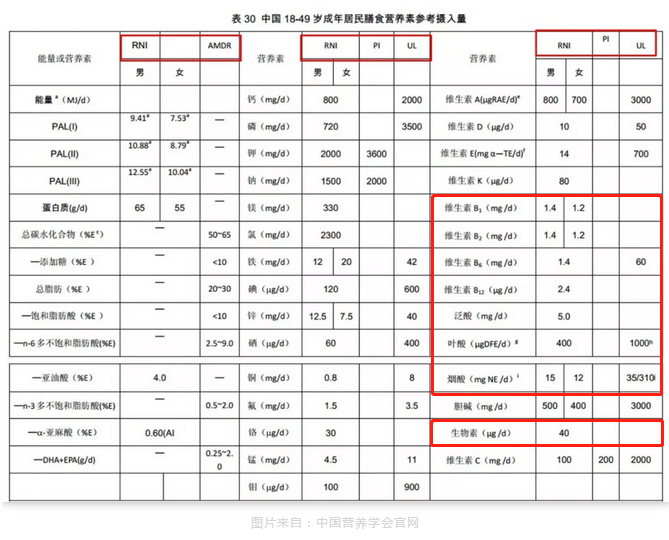 表 30 中国 18-49 岁成年居民膳食营养素参考摄入量
能量或营养素 RNI AMDR 营养素 RNI PI UL 营养素 RNI PI UL
男 女 男 女 男 女
能量ª（MJ/d） 钙（mg/d） 800 2000 维生素 A(μgRAE/d)ᵉ 800 700 3000
PAL(I) 9.41ª 7.53ª — 磷（mg/d） 720 3500 维生素 D（μg/d） 10 50
PAL(II) 10.88ª 8.79ª — 钾（mg/d） 2000 3600 维生素 E(mg α—TE/d)ᶠ 14 700
PAL(III) 12.55ª 10.04ª — 钠（mg/d） 1500 2000 维生素 K（μg/d） 80
蛋白质(g/d) 65 55 — 镁（mg/d） 330 维生素 B₁（mg/d） 1.4 1.2
总碳水化合物（%Eᶜ） — 50~65 氯（mg/d） 2300 维生素 B₂（mg/d） 1.4 1.2
—添加糖（%E） — <10 铁（mg/d） 12 20 42 维生素 B₆（mg/d） 1.4 60
总脂肪（%E ） — 20~30 碘（μg/d） 120 600 维生素 B₁₂（μg/d） 2.4
—饱和脂肪酸（%E ） — <10 锌（mg/d） 12.5 7.5 40 泛酸（mg/d） 5.0
—n-6 多不饱和脂肪酸(%E) — 2.5~9.0 硒（μg/d） 60 400 叶酸（μgDFE/d）ᵍ 400 1000ʰ
—亚油酸（%E） 4.0 — 铜（mg/d） 0.8 8 烟酸（mg NE/d）ⁱ 15 12 35/310ʲ
—n-3 多不饱和脂肪酸(%E) — 0.5~2.0 氟（mg/d） 1.5 3.5 胆碱（mg/d） 500 400 3000
—α-亚麻酸（%E） 0.60(AI — 铬（μg/d） 30 生物素（μg/d） 40
—DHA+EPA(g/d) — 0.25~2.0 锰（mg/d） 4.5 11 维生素 C（mg/d） 100 200 2000
钼（μg/d） 100 900
图片来自：中国营养学会官网